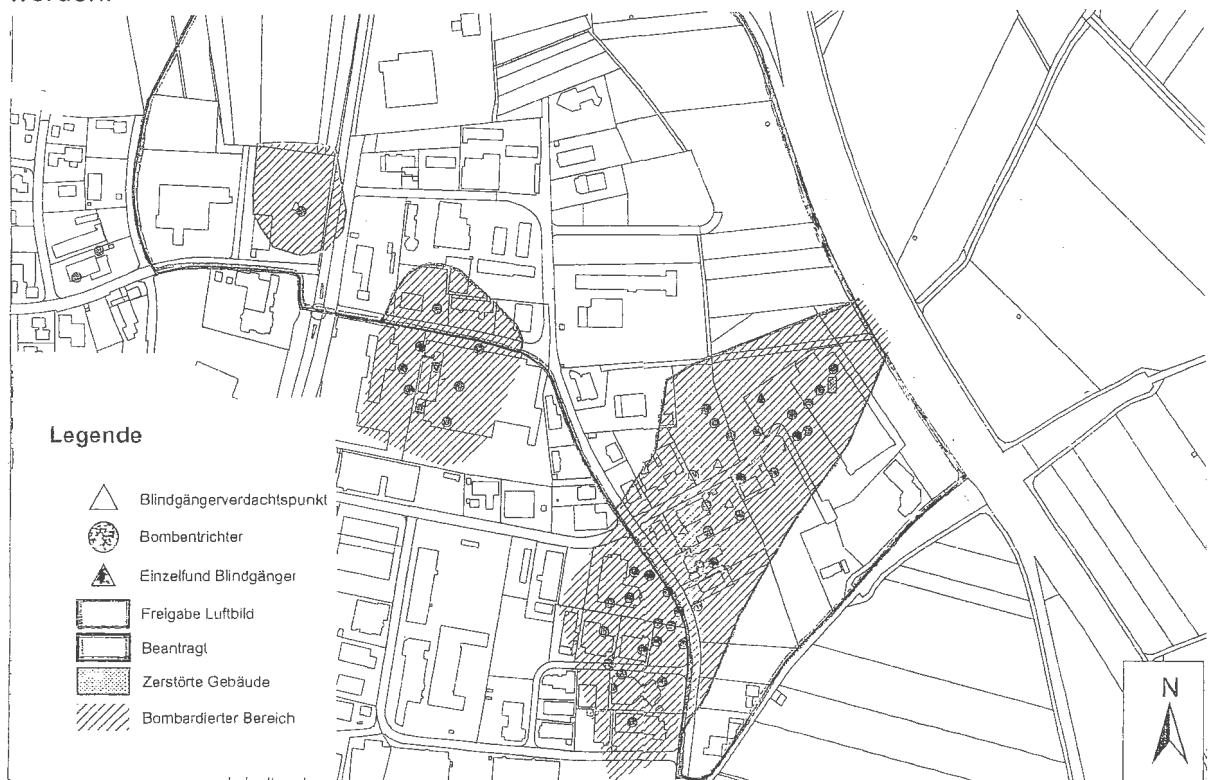 Legende
Blindgängerverdachtspunkt
Bombentrichter
Einzelfund Blindgänger
Freigabe Luftbild
Beantragt
Zerstörte Gebäude
Bombardierter Bereich
N